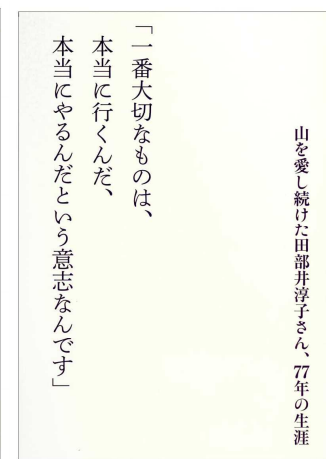 山を愛し続けた田部井淳子さん、77年の生涯
「一番大切なものは、
本当に行くんだ、
本当にやるんだという意志なんです」